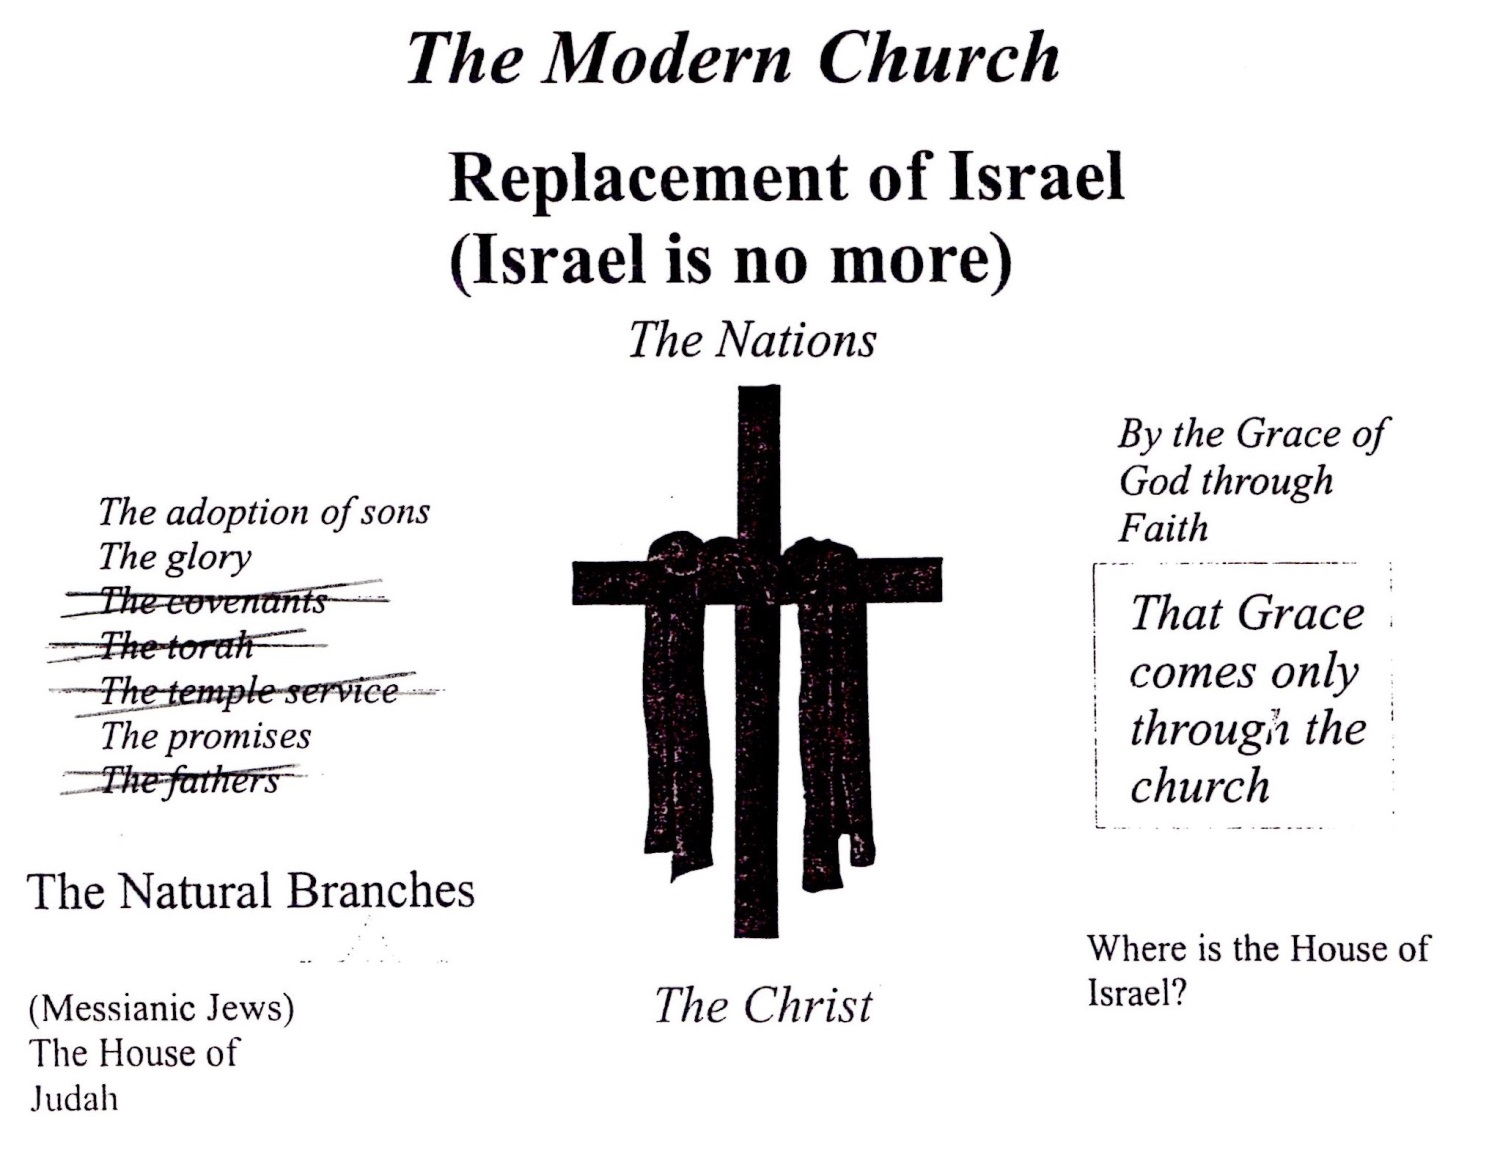 The Modern Church
Replacement of Israel
(Israel is no more)
The Nations
The adoption of sons
The glory
The covenants
The torah
The temple service
The promises
The fathers
The Natural Branches
(Messianic Jews)
The House of
Judah
The Christ
By the Grace of
God through
Faith
That Grace
comes only
through the
church
Where is the House of
Israel?